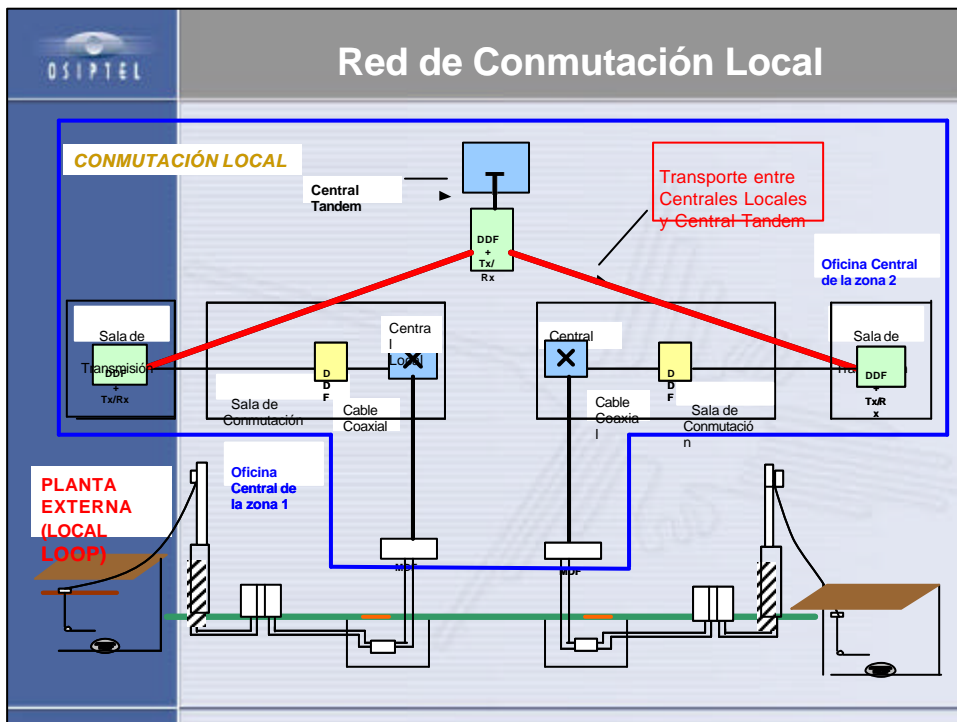 OSIPTEL
Red de Conmutación Local
CONMUTACIÓN LOCAL
Central
Tandem
Transporte entre
Centrales Locales
y Central Tandem
DDF
+
Tx/
Rx
Oficina Central
de la zona 2
Sala de
Transmisión
DDF
+
Tx/Rx
Centra
l
Local
D
D
F
Sala de
Conmutación
Cable
Coaxial
Central
D
D
F
Cable
Coaxia
l
Sala de
Conmutació
n
Sala de
DDF
+
Tx/R
x
Oficina
Central de
la zona 1
PLANTA
EXTERNA
(LOCAL
LOOP)
MDF
MDF